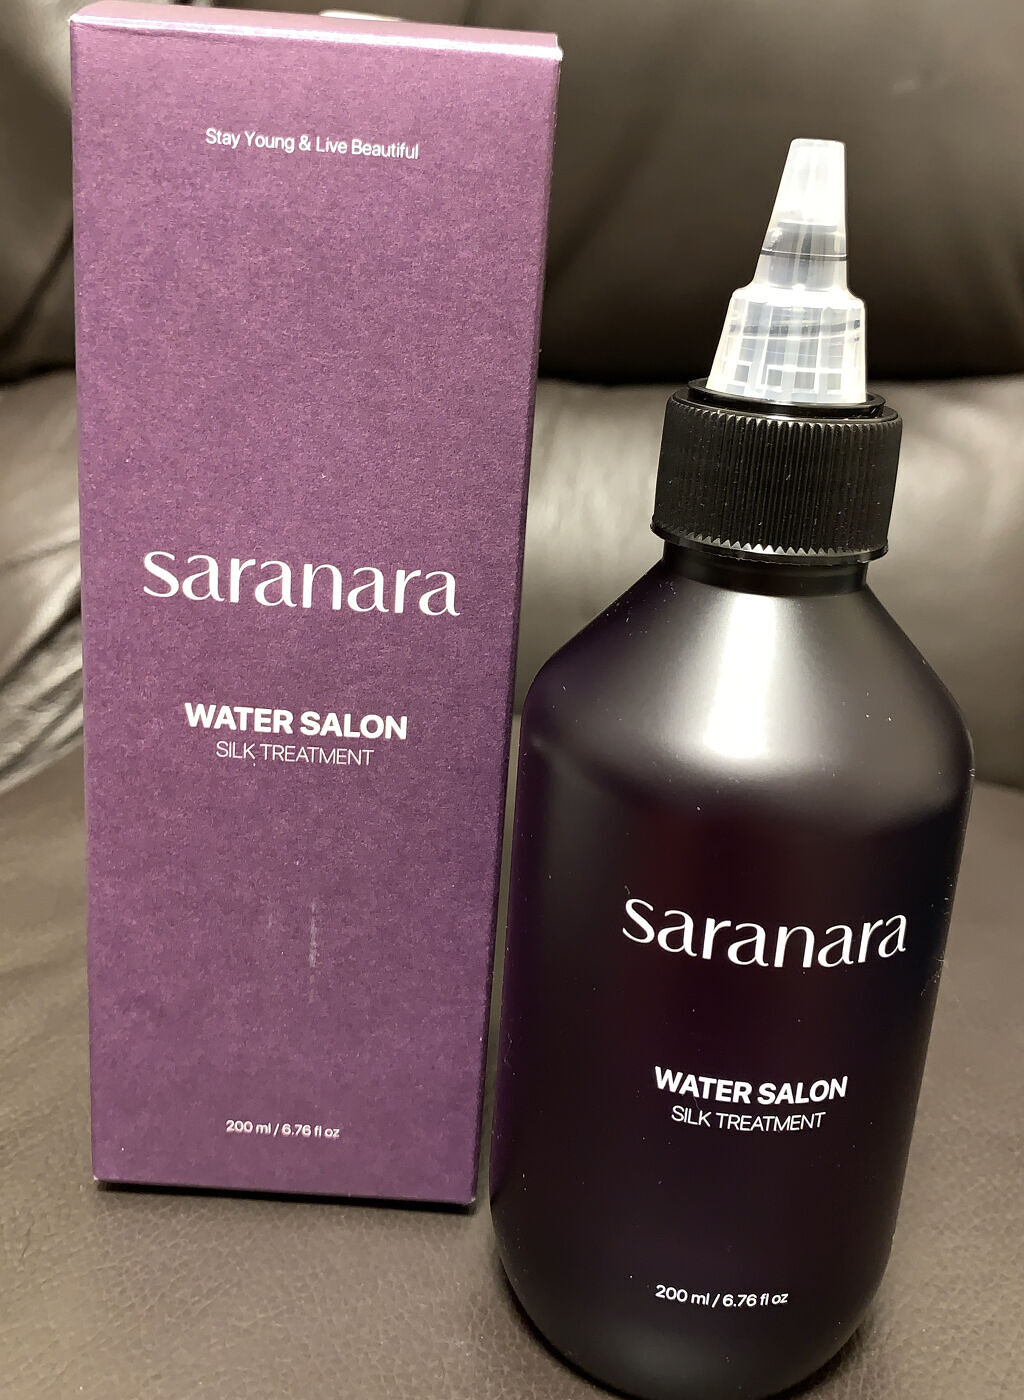 Stay Young & Live Beautiful
saranara
WATER SALON
SILK TREATMENT
200 ml / 6.76 fl oz
saranara
WATER SALON
SILK TREATMENT
200 ml / 6.76 fl oz